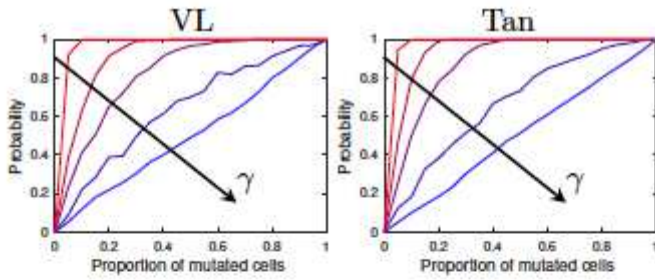 VL Tan
1 1
0.8 0.8
0.6 0.6
0.4 0.4
0.2 0.2
0 0
Probability Probability
γ γ
0 0.2 0.4 0.6 0.8 1 0 0.2 0.4 0.6 0.8 1
Proportion of mutated cells Proportion of mutated cells